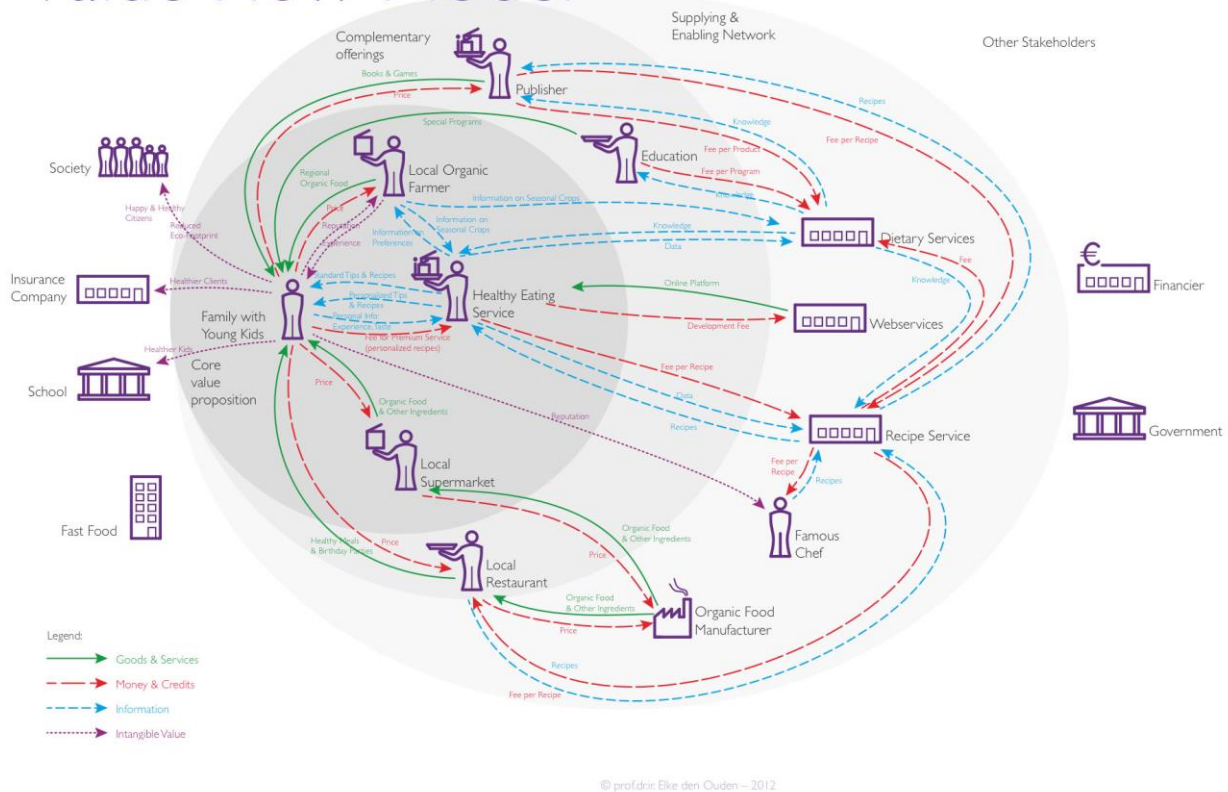 Value Flow Model
Supplying &
Enabling Network
Other Stakeholders
Complementary
offerings
Books & Games
Price
Publisher
Recipes
Knowledge
Fee per Recipe
Special Programs
Education
Fee per Product
Fee per Program
Knowledge
Society
Local Organic
Farmer
Regional
Organic Food
Price
Reputation
Experience
Information on Seasonal Crops
Information on
Seasonal Crops
Information on
Preferences
Happy & Healthy
Citizens
Reduced
Eco-Footprint
Knowledge
Data
Dietary Services
Fee
Knowledge
Insurance
Company
Healthier Clients
Standard Tips & Recipes
Personalized Tips
& Recipes
Personal Info:
Experience, Taste
Fee for Premium Service
(personalized recipes)
Healthy Eating
Service
Online Platform
Development Fee
Webservices
Financier
Family with
Young Kids
Healthier Kids
School
Core
value
proposition
Price
Organic Food
& Other Ingredients
Fee per Recipe
Data
Recipes
Reputation
Recipe Service
Government
Local
Supermarket
Fee per
Recipe
Recipes
Fast Food
Famous
Chef
Healthy Meals
& Birthday Parties
Price
Organic Food
& Other Ingredients
Price
Local
Restaurant
Organic Food
& Other Ingredients
Price
Organic Food
Manufacturer
Recipes
Fee per Recipe
Legend:
Goods & Services
Money & Credits
Information
Intangible Value
© prof.dr.ir. Elke den Ouden – 2012